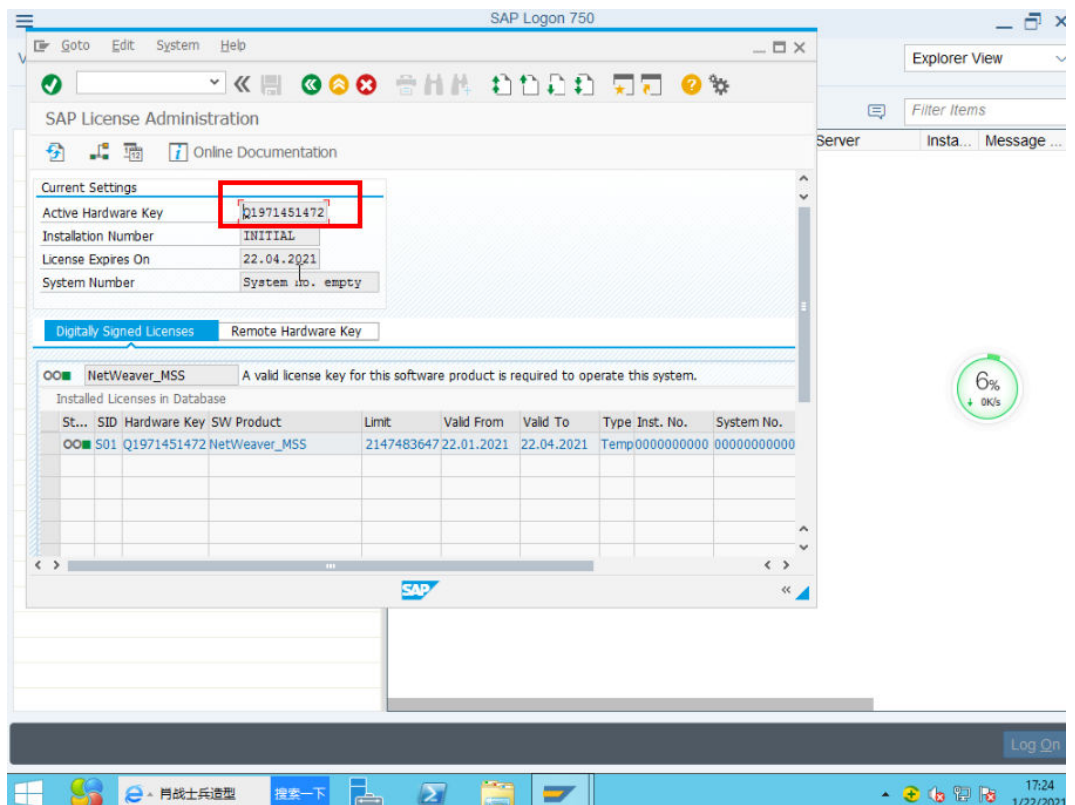 SAP Logon 750
Goto Edit System Help
Explorer View
SAP License Administration
Filter Items
Online Documentation
Server Insta... Message ...
Current Settings
Active Hardware Key Q1971451472
Installation Number INITIAL
License Expires On 22.04.2021
System Number System no. empty
Digitally Signed Licenses Remote Hardware Key
NetWeaver_MSS A valid license key for this software product is required to operate this system.
Installed Licenses in Database
St... SID Hardware Key SW Product Limit Valid From Valid To Type Inst. No. System No.
S01 Q1971451472 NetWeaver_MSS 2147483647 22.01.2021 22.04.2021 Temp 0000000000 00000000000
6%
0K/s
SAP
Log On
肖战士兵造型 搜索一下
17:24
1/22/2021